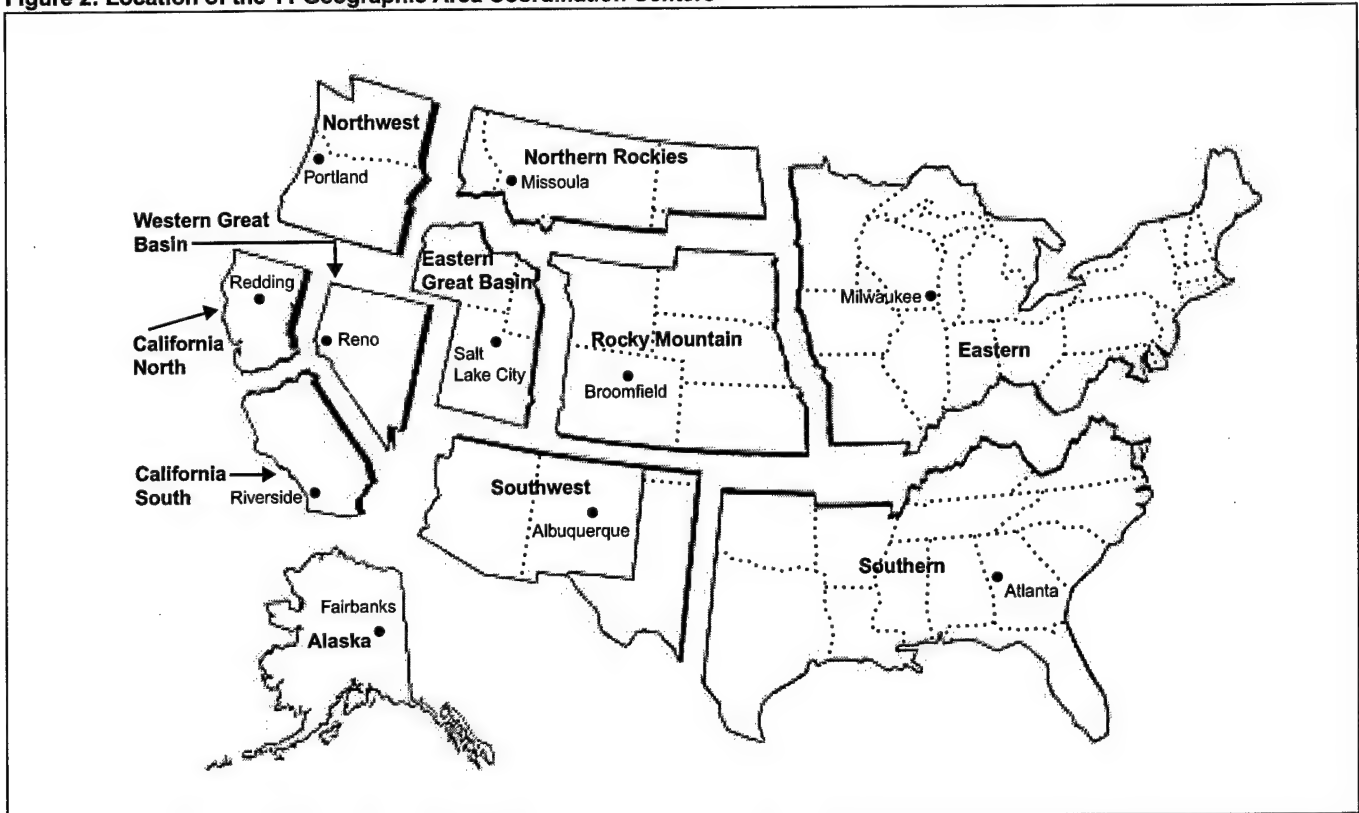 Figure 2: Location of the 11 Geographic Area Coordination Centers
Northwest
Portland
Northern Rockies
Missoula
Western Great
Basin
Eastern
Great Basin
Redding
California
North
Reno
Salt
Lake City
Rocky Mountain
Broomfield
Milwaukee
Eastern
California
South
Riverside
Southwest
Albuquerque
Southern
Atlanta
Fairbanks
Alaska